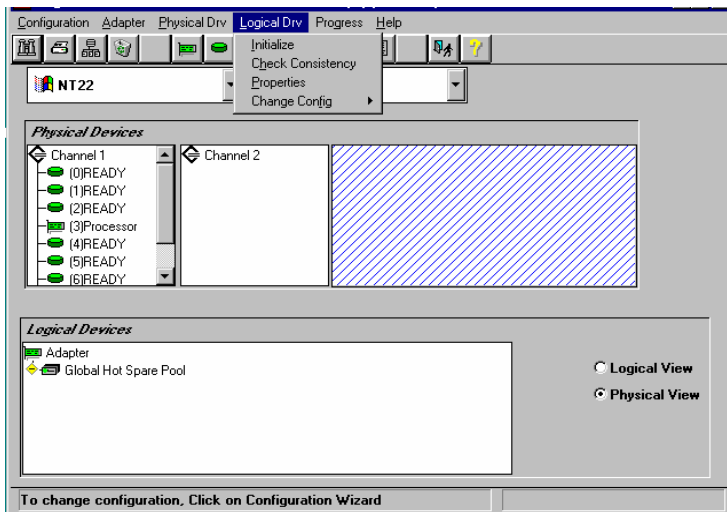 Configuration Adapter Physical Drv Logical Drv Progress Help
Initialize
Check Consistency
Properties
Change Config
NT22
Physical Devices
Channel 1
(0)READY
(1)READY
(2)READY
(3)Processor
(4)READY
(5)READY
(6)READY
Channel 2
Logical Devices
Adapter
Global Hot Spare Pool
Logical View
Physical View
To change configuration, Click on Configuration Wizard